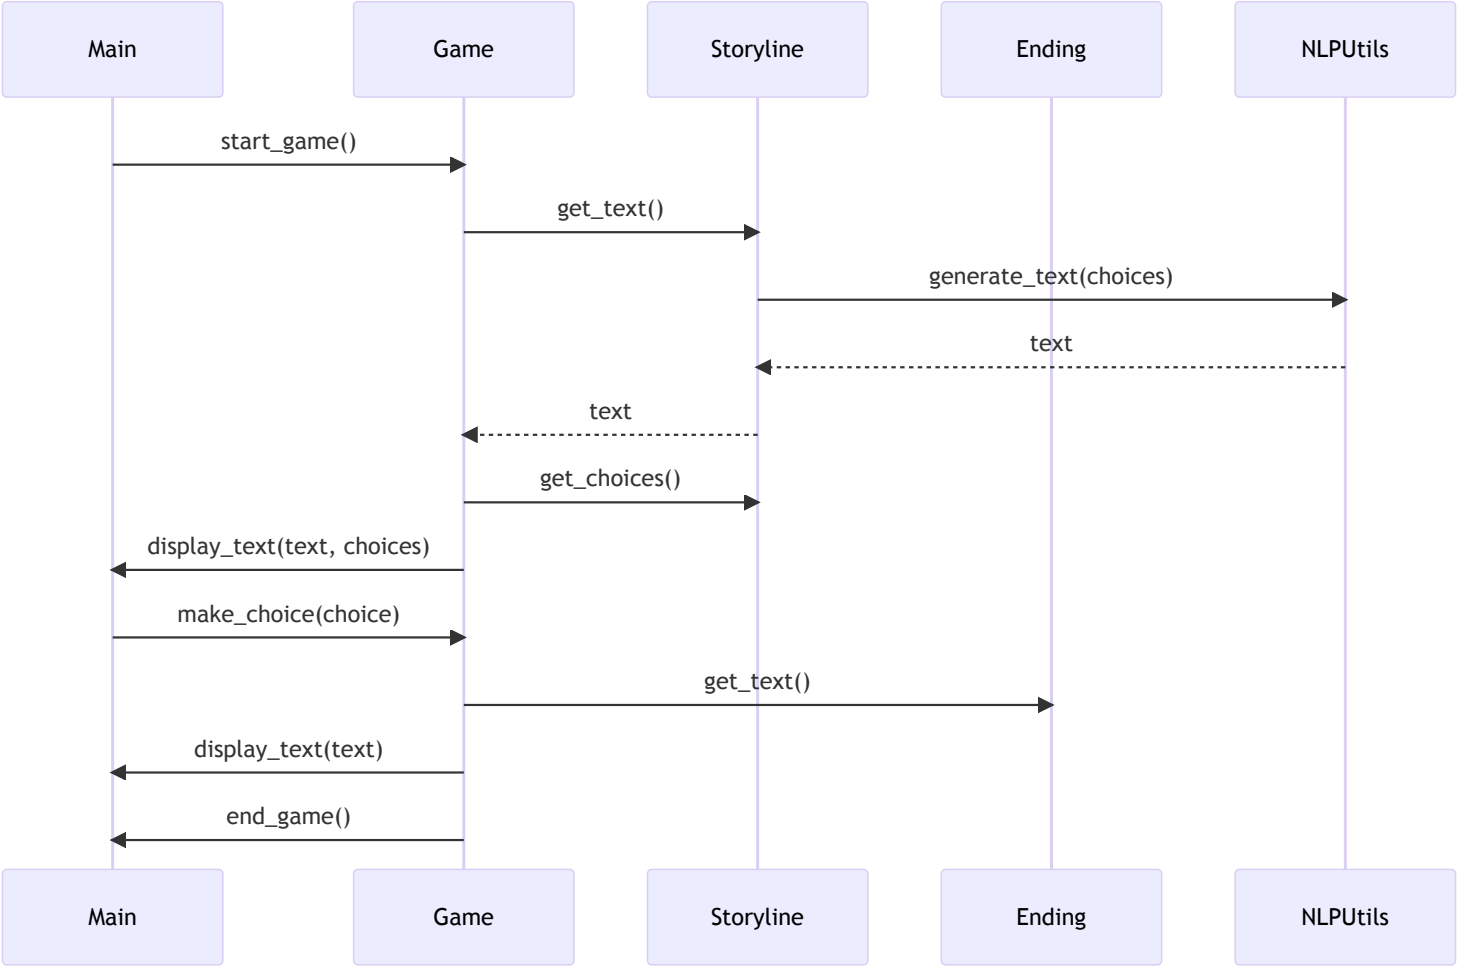 Main Game Storyline Ending NLPUtils
start_game()
get_text()
generate_text(choices)
text
text
get_choices()
display_text(text, choices)
make_choice(choice)
get_text()
display_text(text)
end_game()
Main Game Storyline Ending NLPUtils